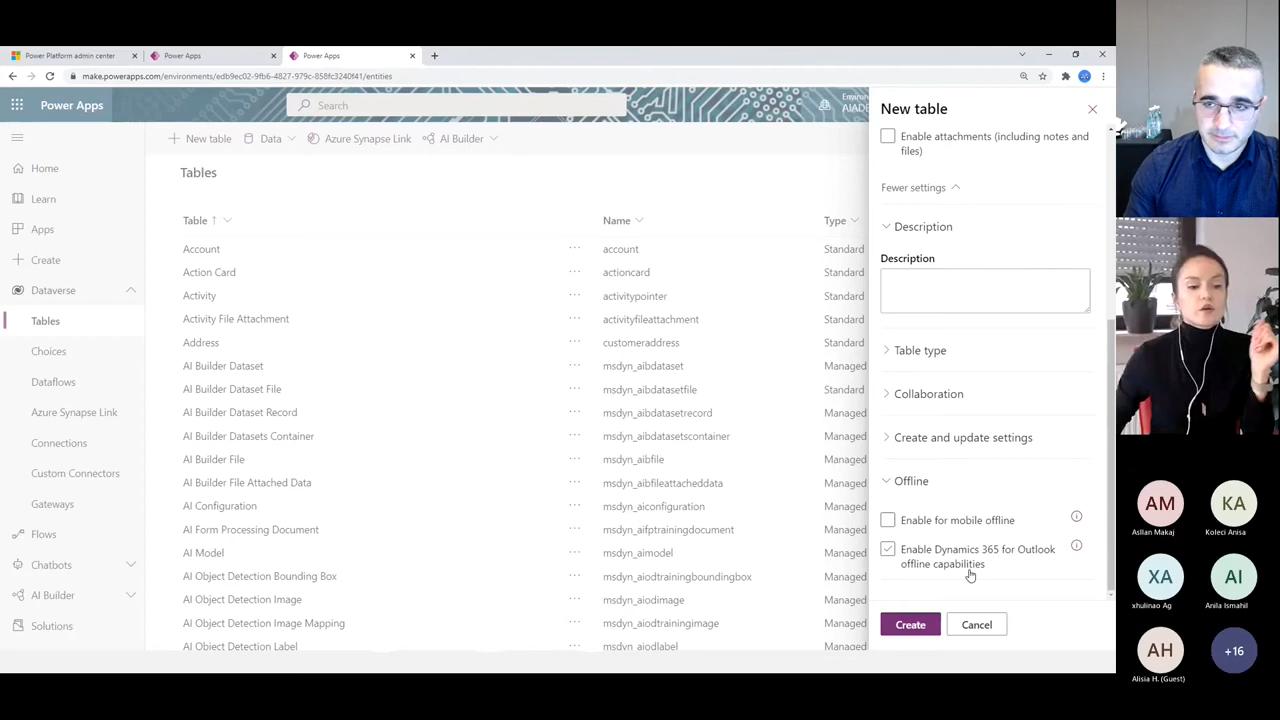 Power Platform admin center
Power Apps
Power Apps
make.powerapps.com/environments/edb9ec02-9fb6-4827-979c-858fc3240f41/entities
Power Apps
Search
Environ
AIADE
Home
Learn
Apps
Create
Dataverse
Tables
Choices
Dataflows
Azure Synapse Link
Connections
Custom Connectors
Gateways
Flows
Chatbots
AI Builder
Solutions
New table
Data
Azure Synapse Link
AI Builder
Tables
Table ↑ Name Type
Account account Standard
Action Card actioncard Standard
Activity activitypointer Standard
Activity File Attachment activityfileattachment Standard
Address customeraddress Standard
AI Builder Dataset msdyn_aibdataset Managed
AI Builder Dataset File msdyn_aibdatasetfile Standard
AI Builder Dataset Record msdyn_aibdatasetrecord Managed
AI Builder Datasets Container msdyn_aibdatasetscontainer Managed
AI Builder File msdyn_aibfile Managed
AI Builder File Attached Data msdyn_aibfileattacheddata Managed
AI Configuration msdyn_aiconfiguration Managed
AI Form Processing Document msdyn_aifptrainingdocument Managed
AI Model msdyn_aimodel Managed
AI Object Detection Bounding Box msdyn_aiodtrainingboundingbox Managed
AI Object Detection Image msdyn_aiodimage Managed
AI Object Detection Image Mapping msdyn_aiodtrainingimage Managed
AI Object Detection Label msdyn_aiodlabel Managed
New table
Enable attachments (including notes and
files)
Fewer settings
Description
Description
Table type
Collaboration
Create and update settings
Offline
Enable for mobile offline
Enable Dynamics 365 for Outlook
offline capabilities
Create
Cancel
AM
Asllan Makaj
KA
Koleci Anisa
XA
xhulinao Ag
AI
Anila Ismahil
AH
Alisia H. (Guest)
+16